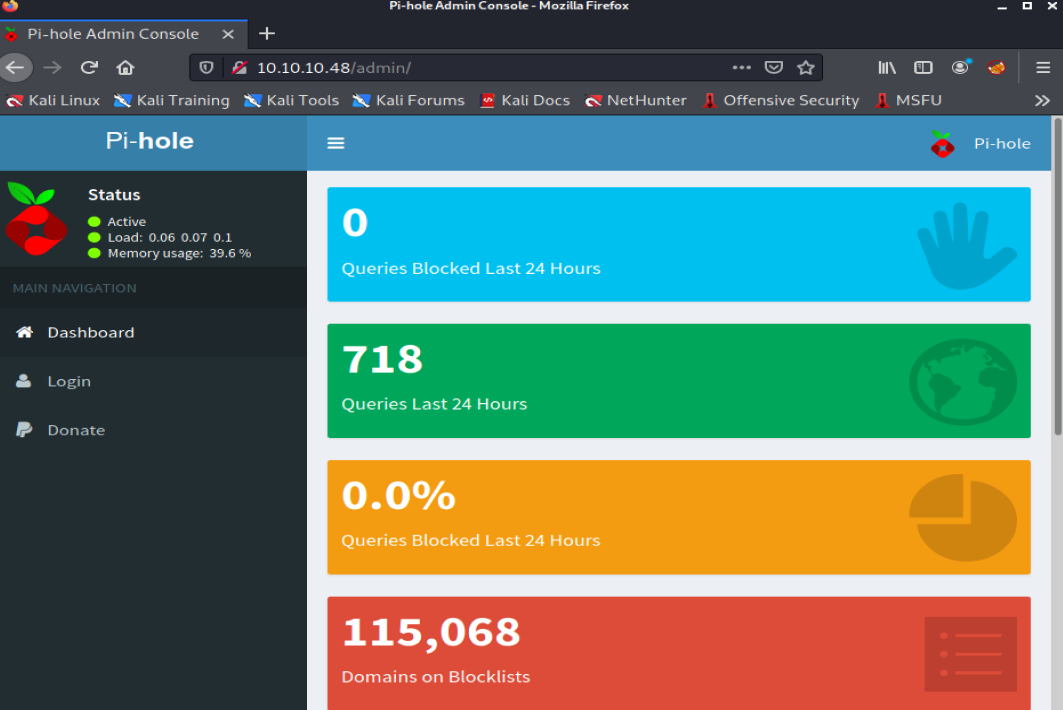 Pi-hole Admin Console - Mozilla Firefox
Pi-hole Admin Console
10.10.10.48/admin/
Kali Linux Kali Training Kali Tools Kali Forums Kali Docs NetHunter Offensive Security MSFU
Pi-hole
Pi-hole
Status
Active
Load: 0.06 0.07 0.1
Memory usage: 39.6 %
MAIN NAVIGATION
Dashboard
Login
Donate
0
Queries Blocked Last 24 Hours
718
Queries Last 24 Hours
0.0%
Queries Blocked Last 24 Hours
115,068
Domains on Blocklists